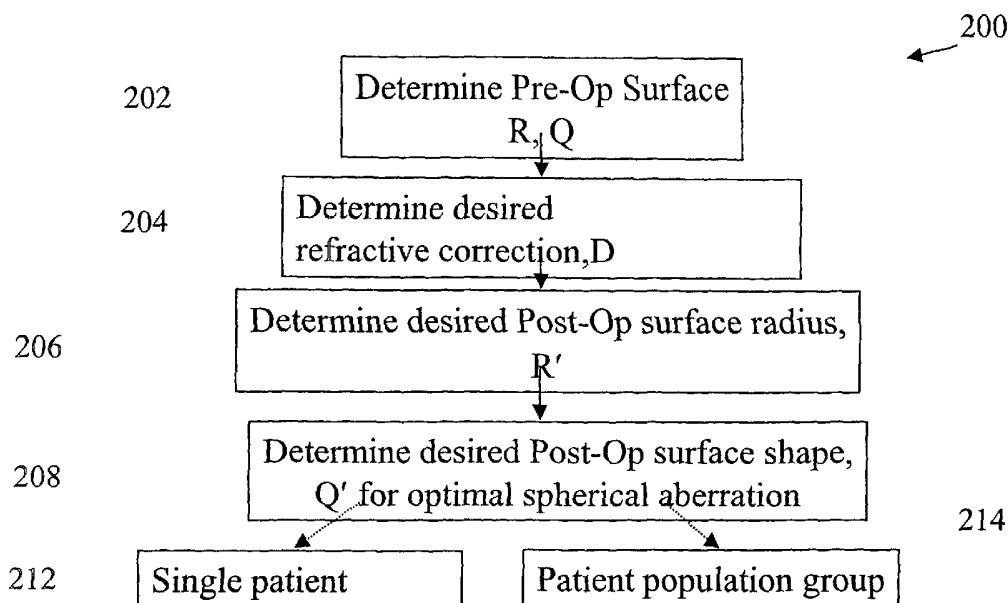 200
202
Determine Pre-Op Surface
R, Q
204
Determine desired
refractive correction,D
206
Determine desired Post-Op surface radius,
R′
208
Determine desired Post-Op surface shape,
Q′ for optimal spherical aberration
214
212
Single patient
Patient population group